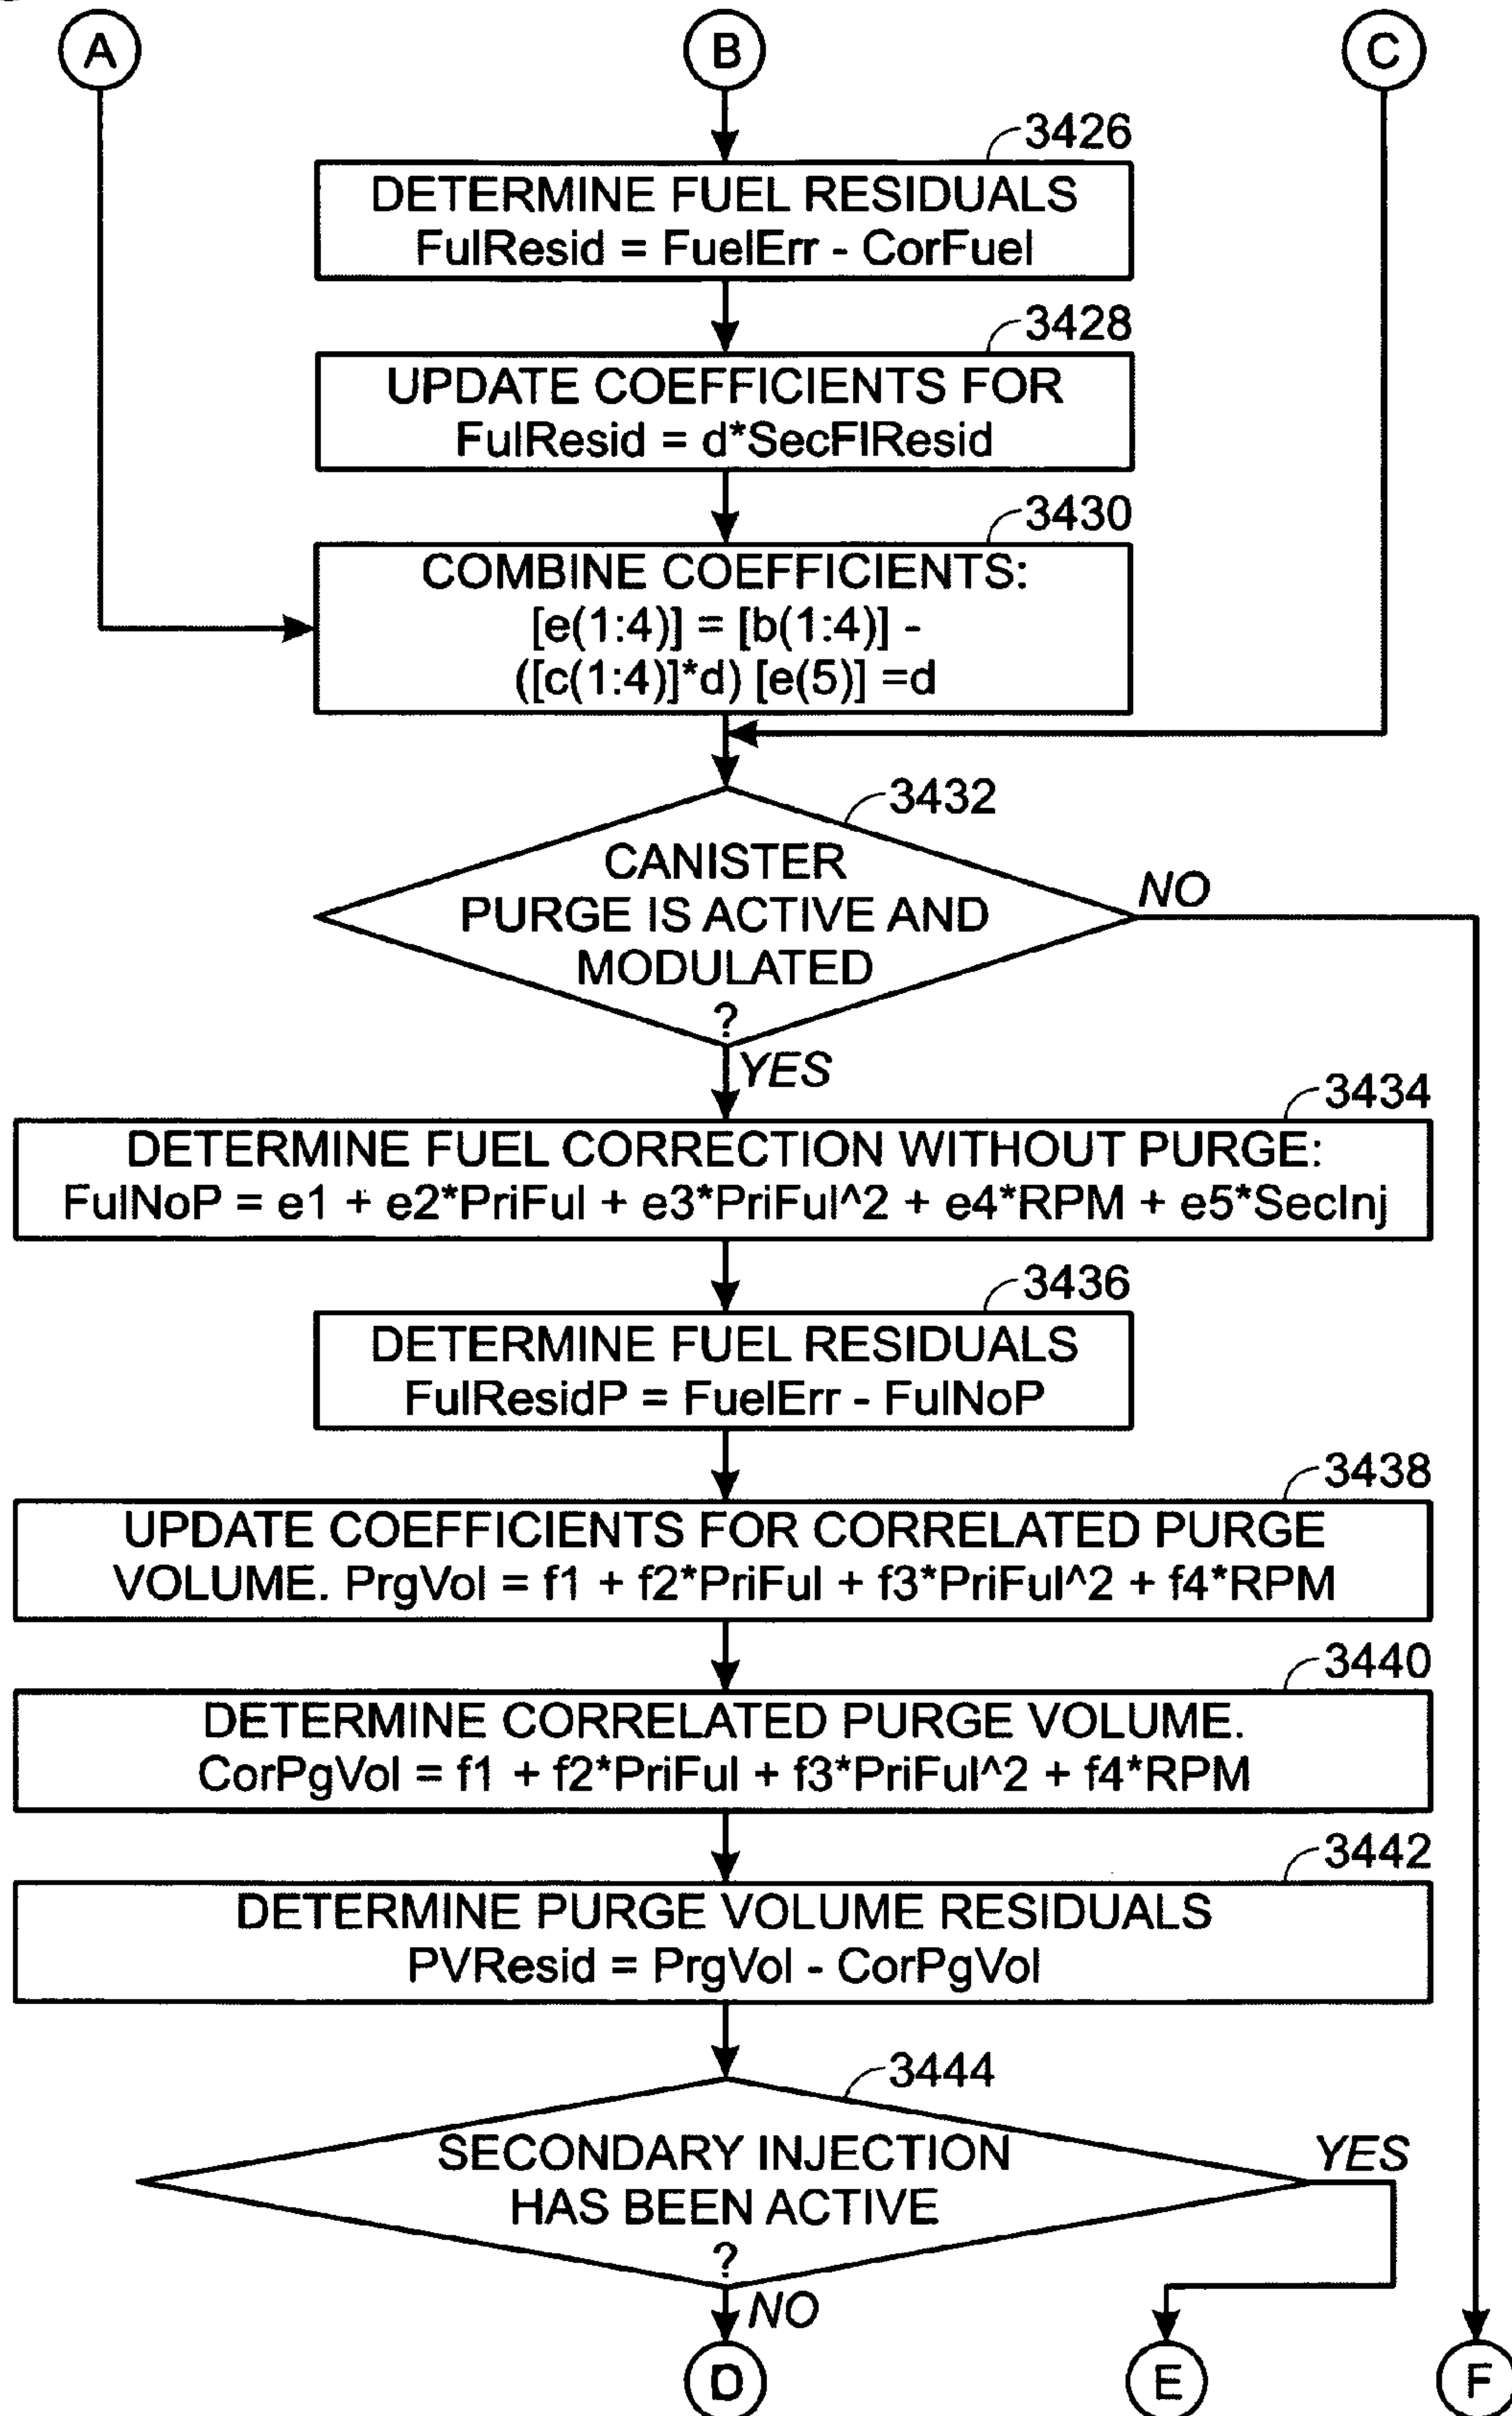 A
B
C
3426
DETERMINE FUEL RESIDUALS
FulResid = FuelErr - CorFuel
3428
UPDATE COEFFICIENTS FOR
FulResid = d*SecFlResid
3430
COMBINE COEFFICIENTS:
[e(1:4)] = [b(1:4)] -
([c(1:4)]*d) [e(5)] =d
3432
CANISTER
PURGE IS ACTIVE AND
MODULATED
?
NO
YES
3434
DETERMINE FUEL CORRECTION WITHOUT PURGE:
FulNoP = e1 + e2*PriFul + e3*PriFul^2 + e4*RPM + e5*SecInj
3436
DETERMINE FUEL RESIDUALS
FulResidP = FuelErr - FulNoP
3438
UPDATE COEFFICIENTS FOR CORRELATED PURGE
VOLUME. PrgVol = f1 + f2*PriFul + f3*PriFul^2 + f4*RPM
3440
DETERMINE CORRELATED PURGE VOLUME.
CorPgVol = f1 + f2*PriFul + f3*PriFul^2 + f4*RPM
3442
DETERMINE PURGE VOLUME RESIDUALS
PVResid = PrgVol - CorPgVol
3444
SECONDARY INJECTION
HAS BEEN ACTIVE
?
YES
NO
D
E
F